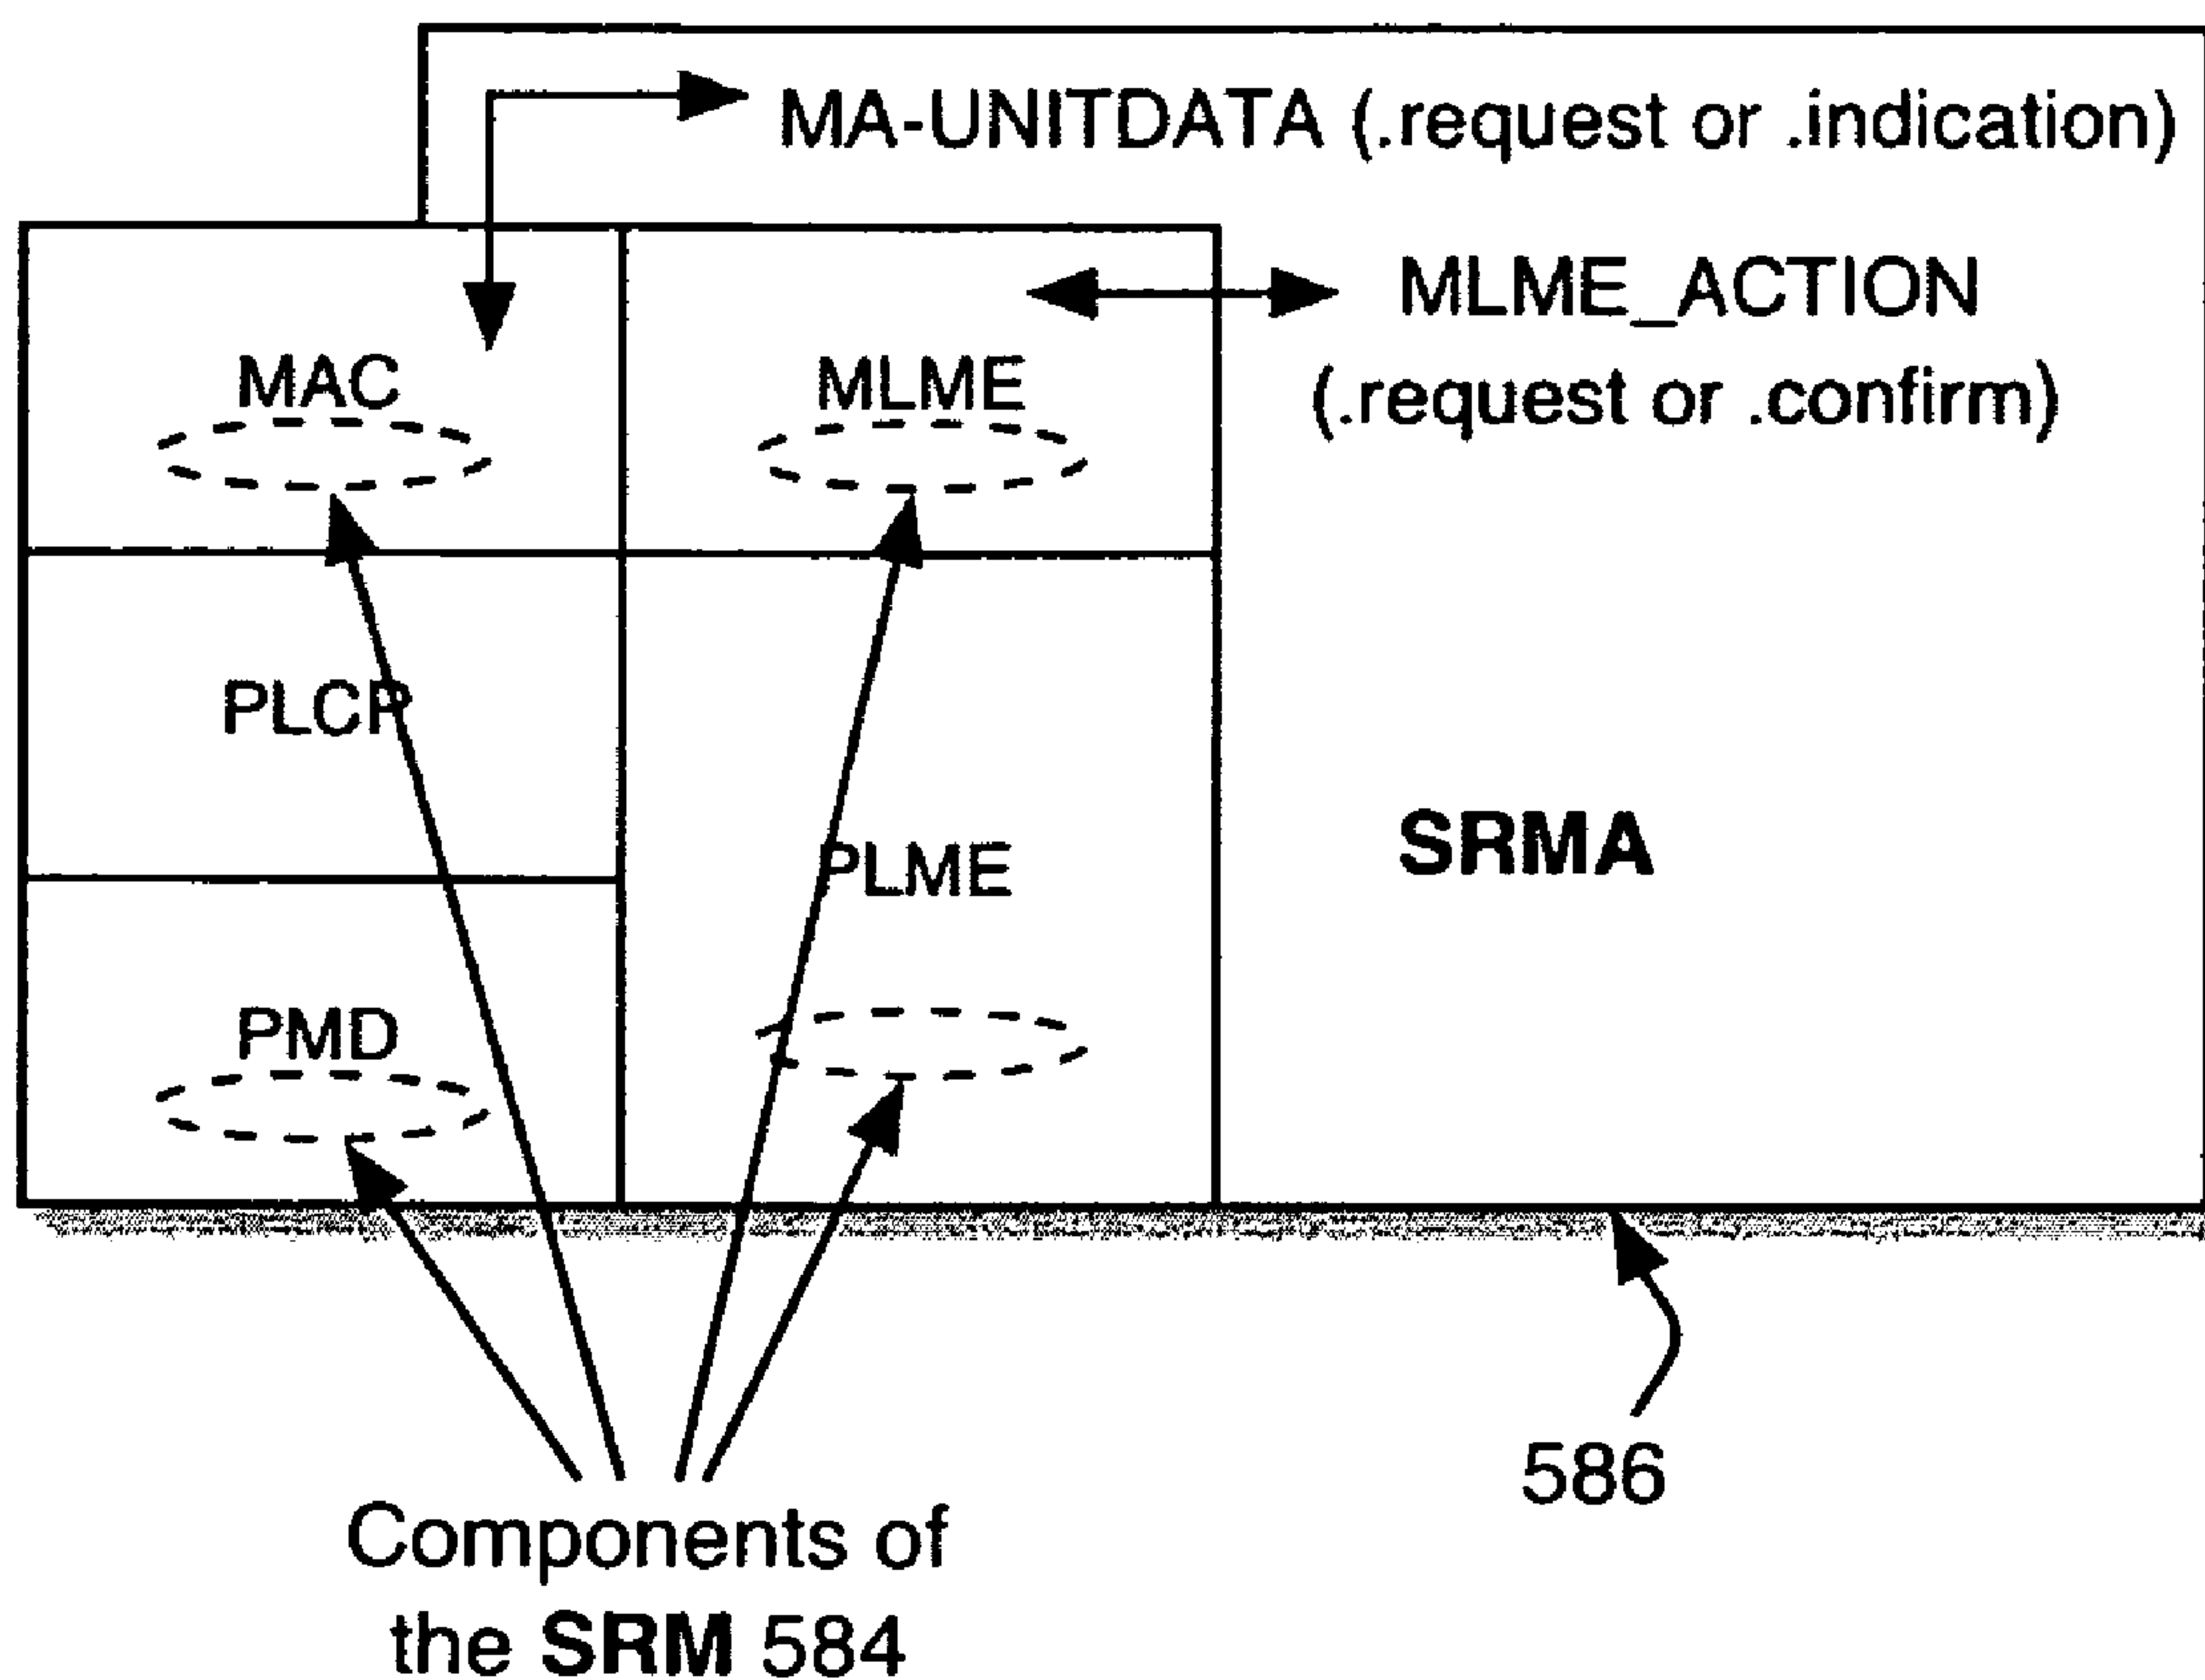 MA-UNITDATA (.request or .indication)
MLME_ACTION
(.request or .confirm)
MAC
MLME
PLCP
PLME
SRMA
PMD
586
Components of
the SRM 584